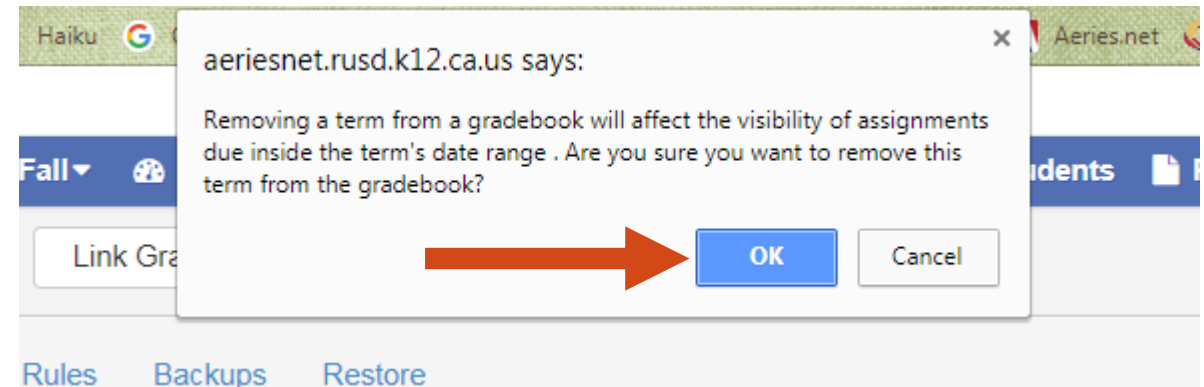 Haiku
Aeries.net
aeriesnet.rusd.k12.ca.us says:
Removing a term from a gradebook will affect the visibility of assignments
due inside the term's date range . Are you sure you want to remove this
term from the gradebook?
Fall
Link
OK Cancel
Rules Backups Restore